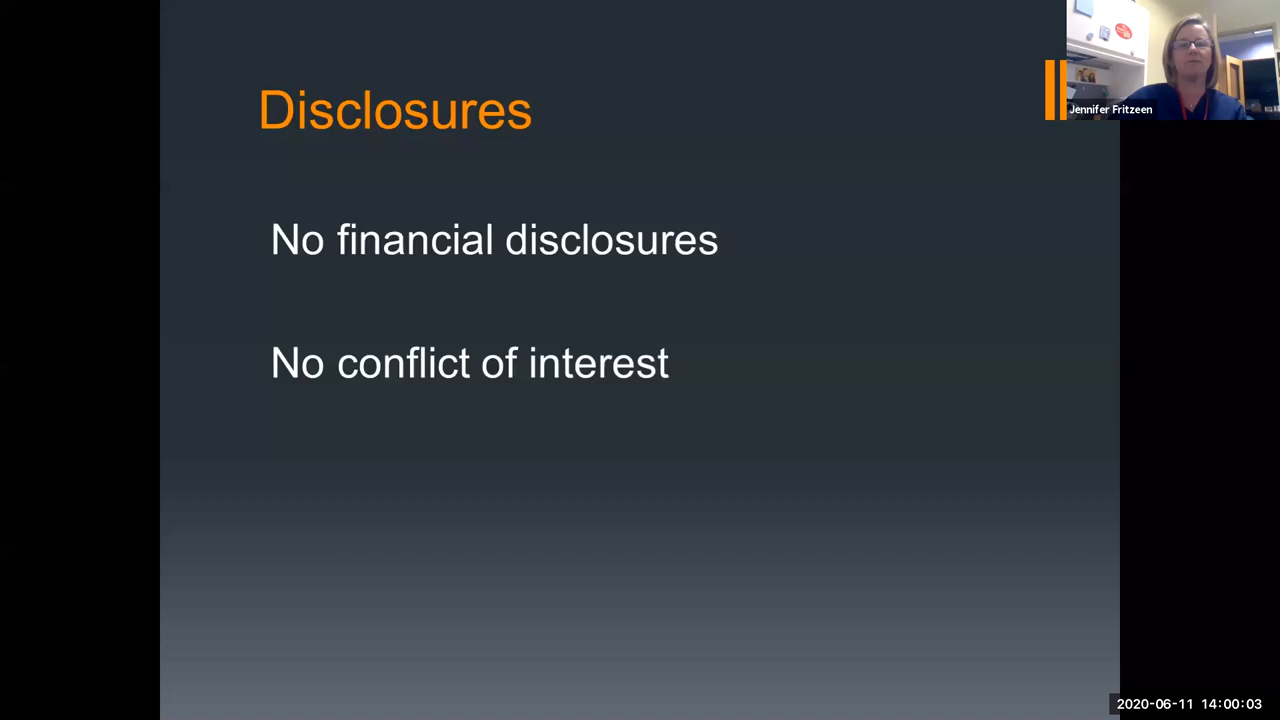 Disclosures
No financial disclosures
No conflict of interest
Jennifer Fritzeen
2020-06-11 14:00:03